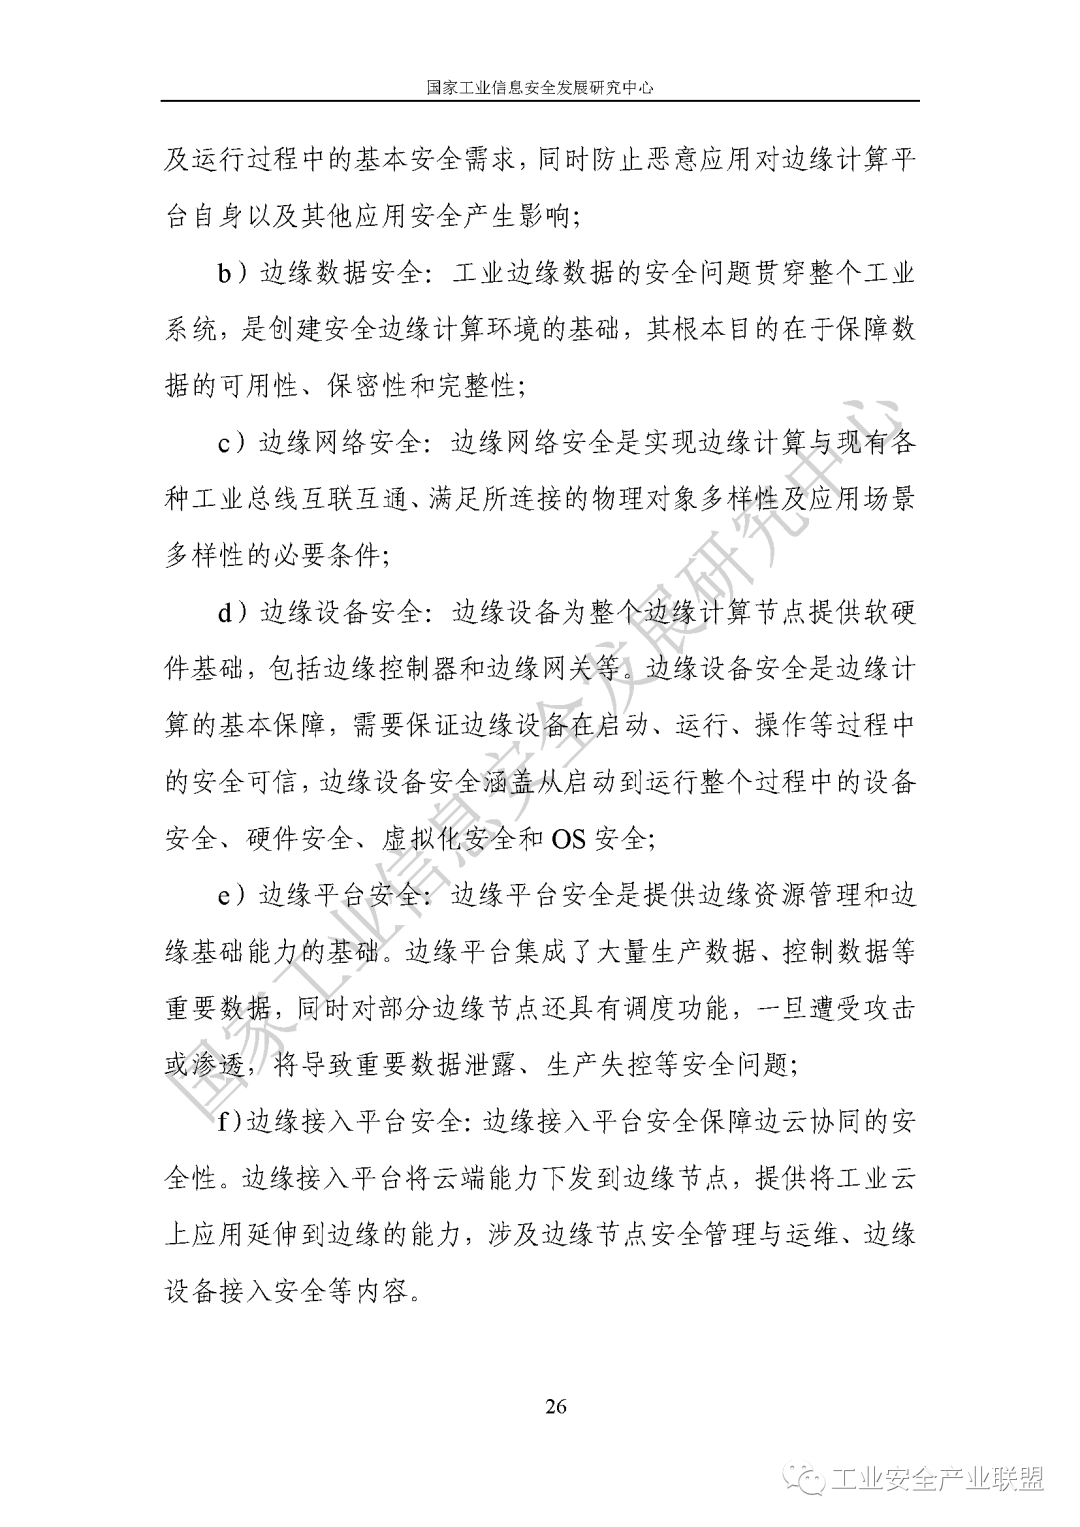 国家工业信息安全发展研究中心
及运行过程中的基本安全需求，同时防止恶意应用对边缘计算平
台自身以及其他应用安全产生影响；
b）边缘数据安全：工业边缘数据的安全问题贯穿整个工业
系统，是创建安全边缘计算环境的基础，其根本目的在于保障数
据的可用性、保密性和完整性；
c）边缘网络安全：边缘网络安全是实现边缘计算与现有各
种工业总线互联互通、满足所连接的物理对象多样性及应用场景
多样性的必要条件；
d）边缘设备安全：边缘设备为整个边缘计算节点提供软硬
件基础，包括边缘控制器和边缘网关等。边缘设备安全是边缘计
算的基本保障，需要保证边缘设备在启动、运行、操作等过程中
的安全可信，边缘设备安全涵盖从启动到运行整个过程中的设备
安全、硬件安全、虚拟化安全和 OS 安全；
e）边缘平台安全：边缘平台安全是提供边缘资源管理和边
缘基础能力的基础。边缘平台集成了大量生产数据、控制数据等
重要数据，同时对部分边缘节点还具有调度功能，一旦遭受攻击
或渗透，将导致重要数据泄露、生产失控等安全问题；
f）边缘接入平台安全：边缘接入平台安全保障边云协同的安
全性。边缘接入平台将云端能力下发到边缘节点，提供将工业云
上应用延伸到边缘的能力，涉及边缘节点安全管理与运维、边缘
设备接入安全等内容。
国家工业信息安全发展研究中心
26
工业安全产业联盟